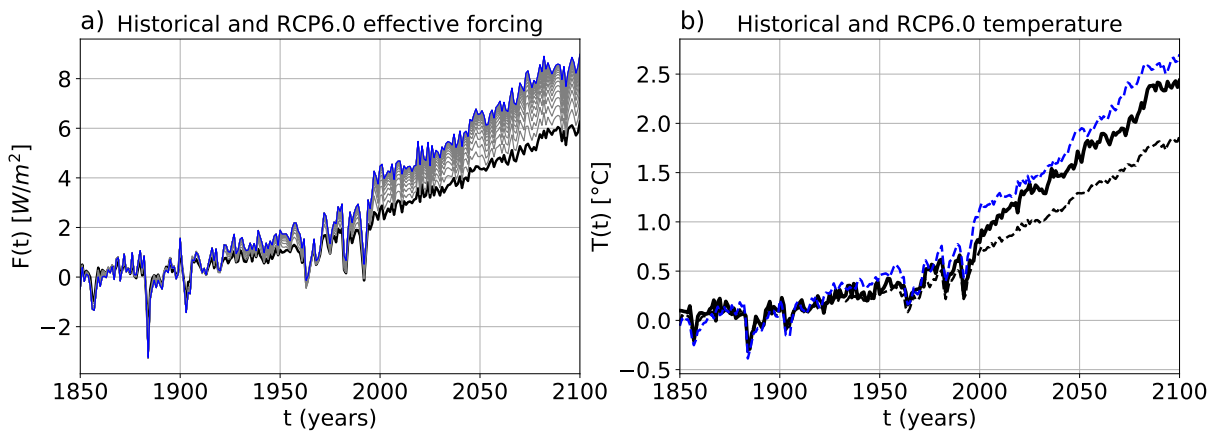 a) Historical and RCP6.0 effective forcing
F(t) [W/m²]
8
6
4
2
0
−2
1850 1900 1950 2000 2050 2100
t (years)
b) Historical and RCP6.0 temperature
T(t) [°C]
2.5
2.0
1.5
1.0
0.5
0.0
−0.5
1850 1900 1950 2000 2050 2100
t (years)